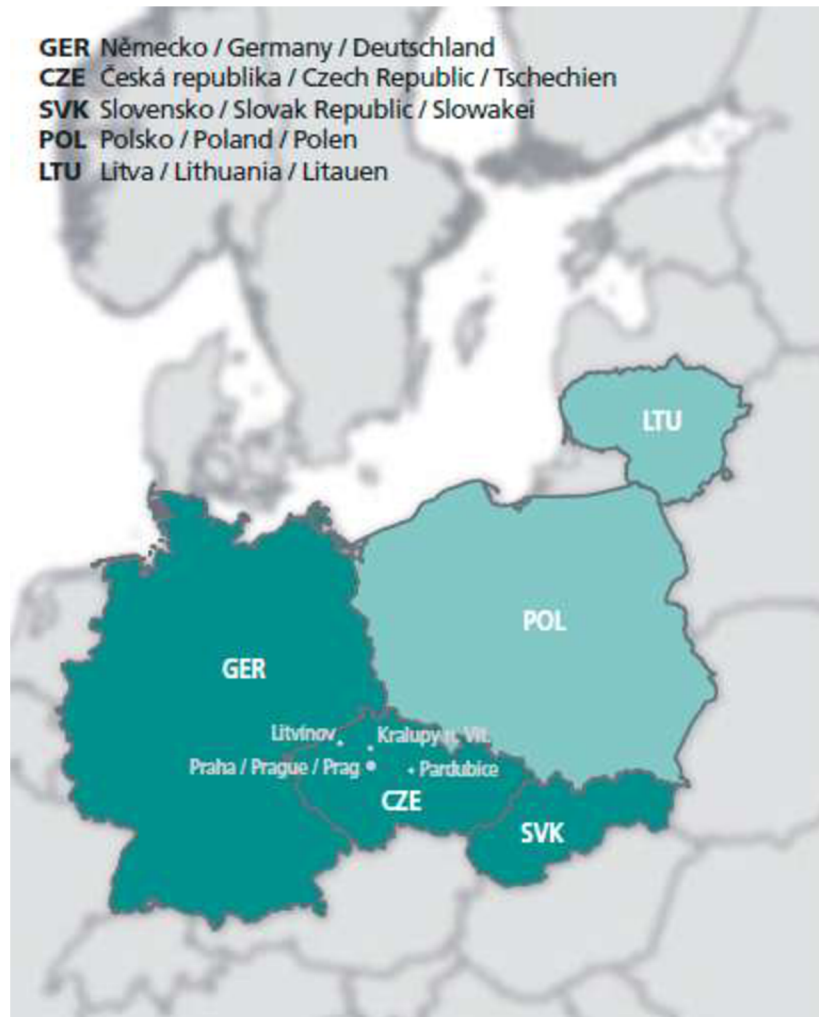 GER Německo / Germany / Deutschland
CZE Česká republika / Czech Republic / Tschechien
SVK Slovensko / Slovak Republic / Slowakei
POL Polsko / Poland / Polen
LTU Litva / Lithuania / Litauen
LTU
POL
GER
Litvínov
Kralupy n. Vlt.
Praha / Prague / Prag
Pardubice
CZE
SVK